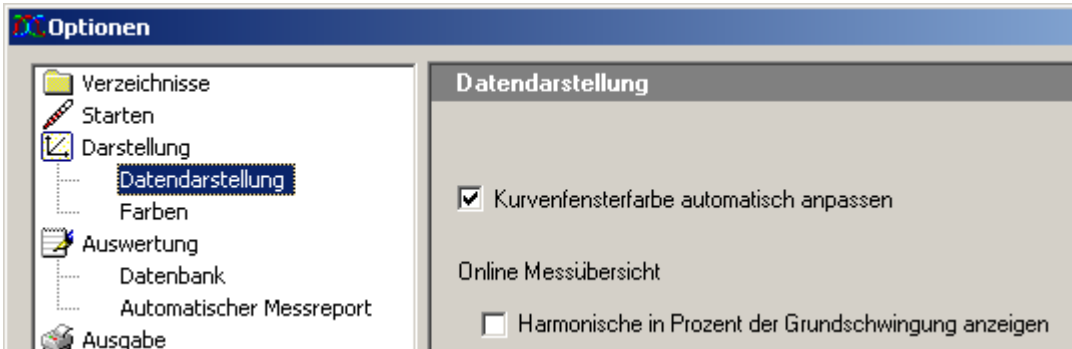 Optionen
Verzeichnisse
Starten
Darstellung
Datendarstellung
Farben
Auswertung
Datenbank
Automatischer Messreport
Ausgabe
Datendarstellung
Kurvenfensterfarbe automatisch anpassen
Online Messübersicht
Harmonische in Prozent der Grundschwingung anzeigen